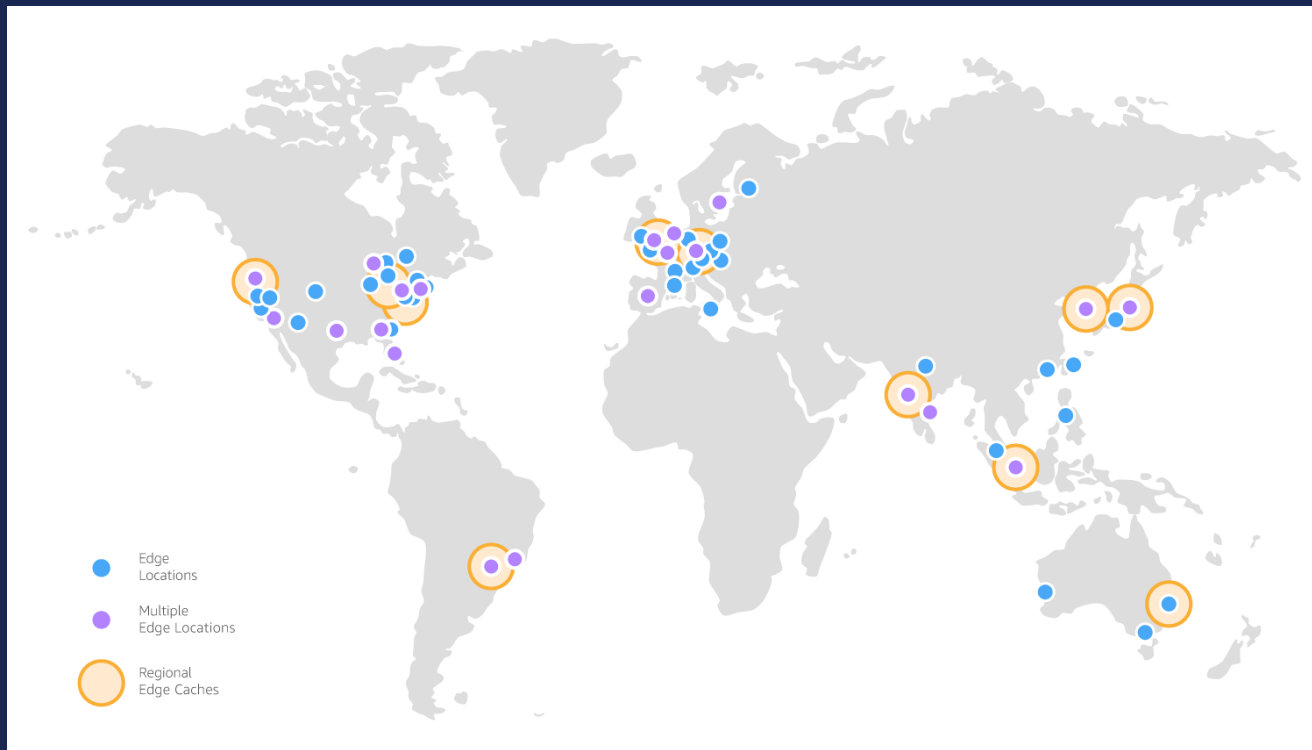 Edge
Locations
Multiple
Edge Locations
Regional
Edge Caches